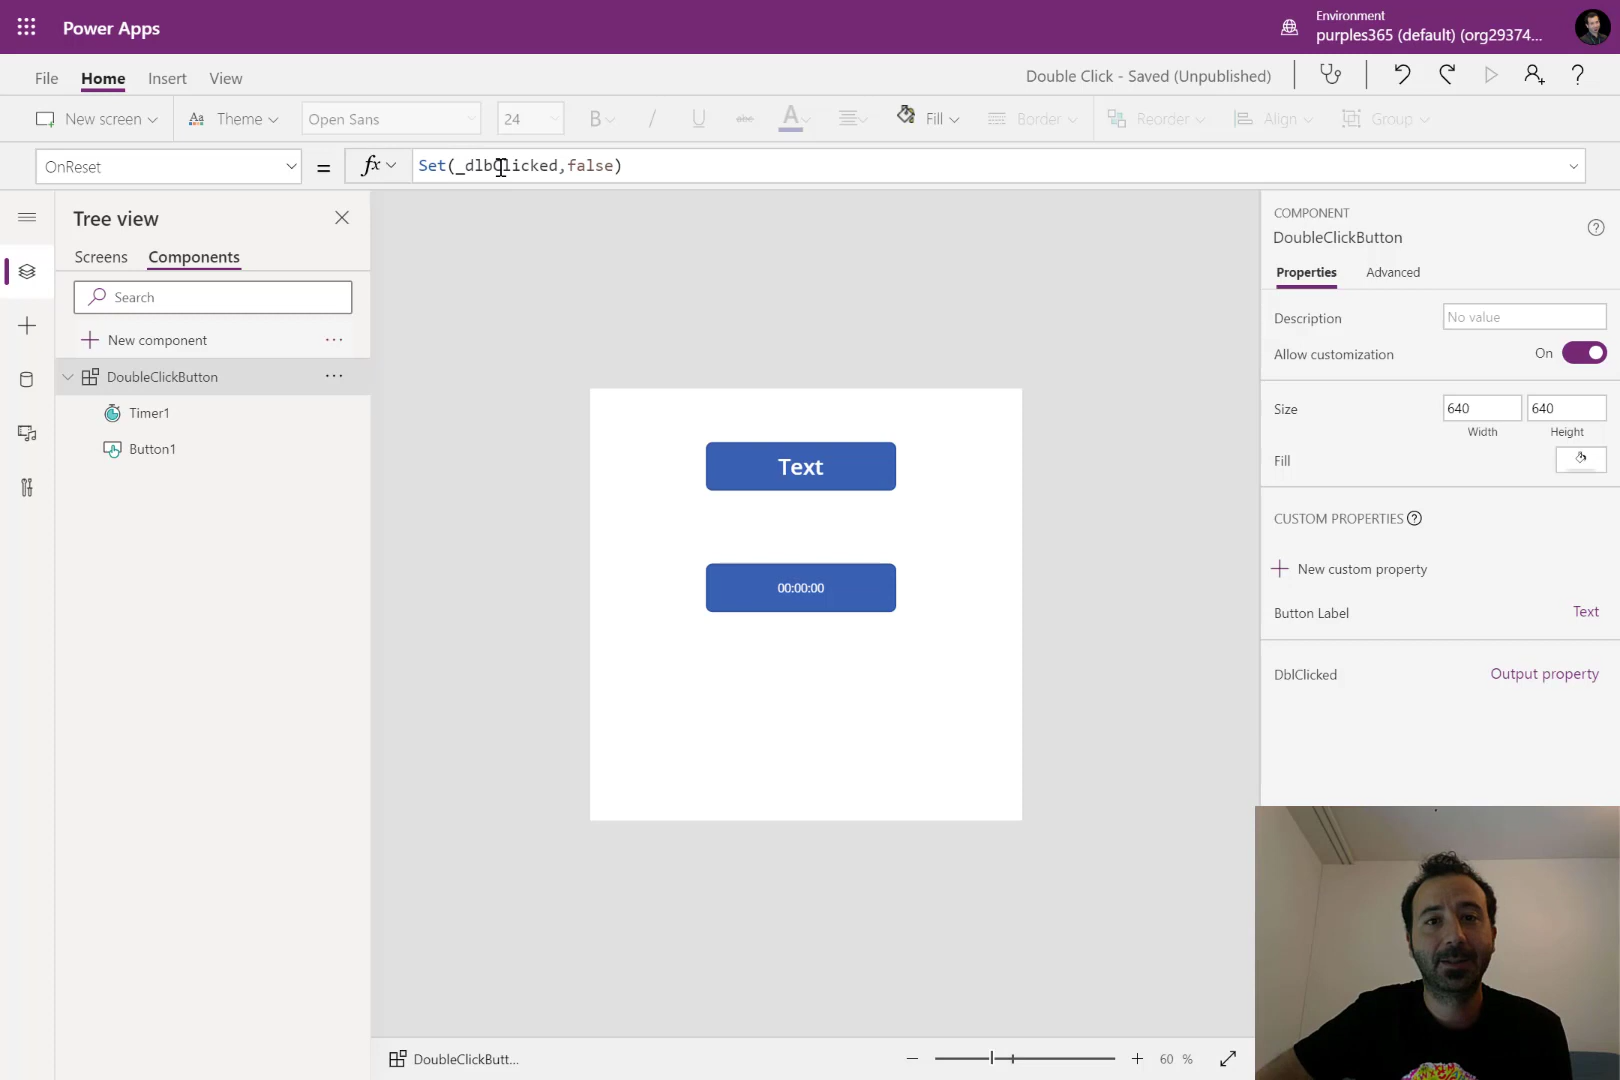 Power Apps
Environment
purples365 (default) (org29374...
File Home Insert View
Double Click - Saved (Unpublished)
New screen
Theme
Open Sans
24
B
/
U
abc
A
Fill
Border
Reorder
Align
Group
OnReset
=
fx
Set(_dlbClicked,false)
Tree view
Screens Components
Search
New component
DoubleClickButton
Timer1
Button1
Text
00:00:00
DoubleClickButt...
60 %
COMPONENT
DoubleClickButton
Properties Advanced
Description No value
Allow customization On
Size 640 640
Width Height
Fill
CUSTOM PROPERTIES
New custom property
Button Label Text
DblClicked Output property